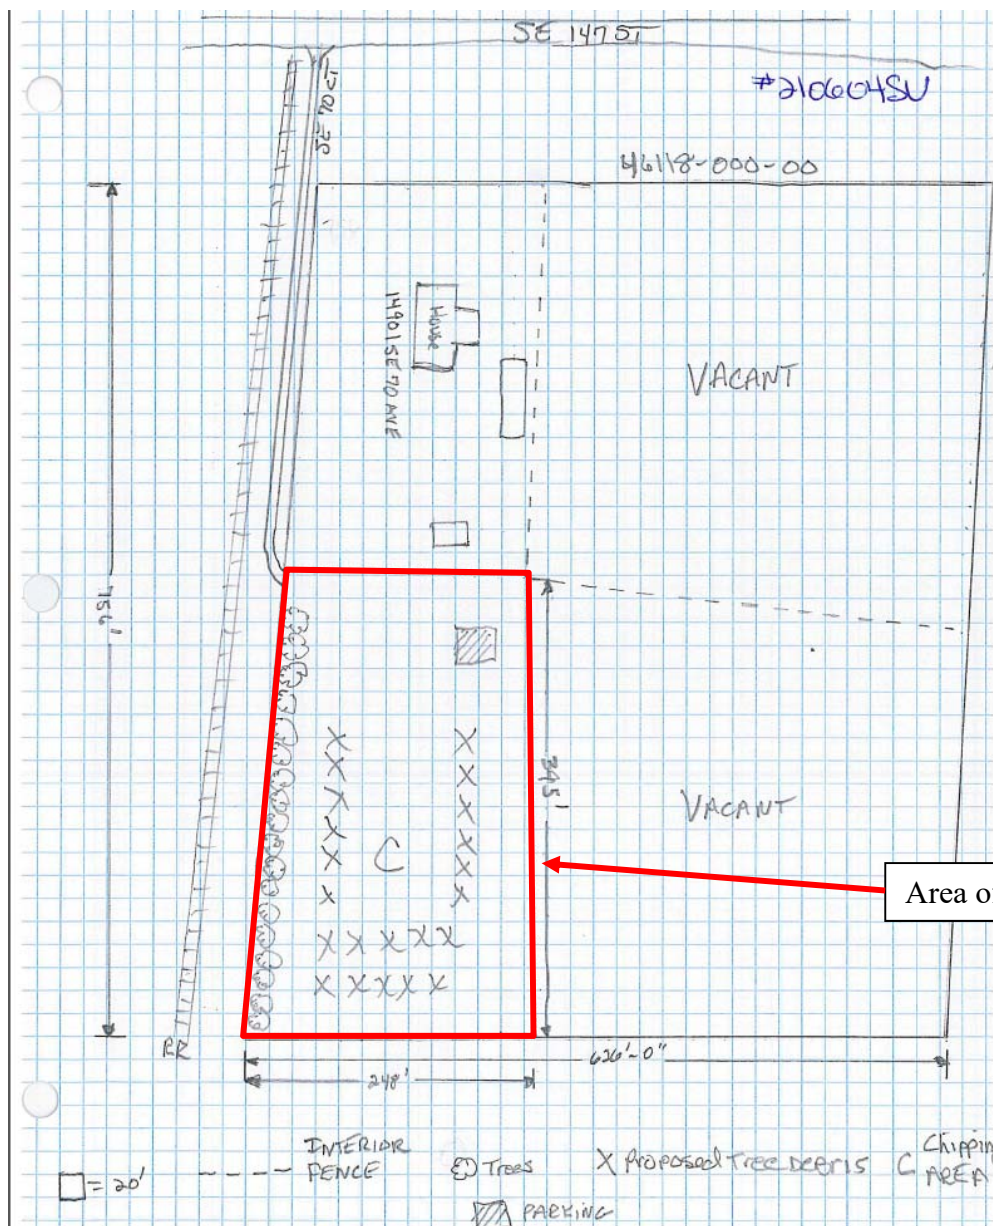 SE 147 ST
#210604SU
SE 70 CT
46118-000-00
House
14901 SE 70 AVE
VACANT
756'
345'
VACANT
Area o
RR
626'-0"
248'
INTERIOR
FENCE
Trees
X Proposed Tree Debris
C Chippin
AREA
= 20'
PARKING
C
X
X
X
X
X
X
X
X
X
X
X
X
X X X X X
X X X X X